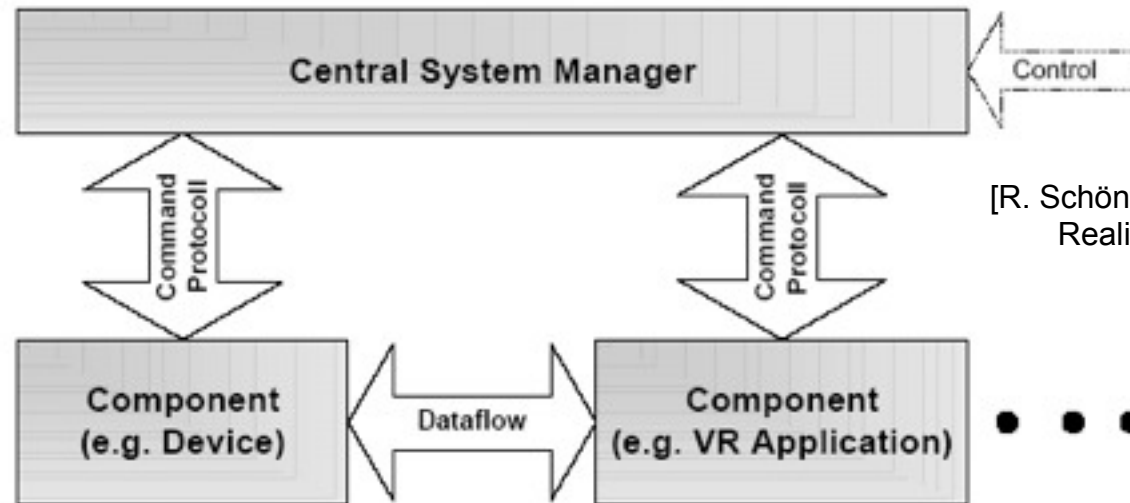 Central System Manager
Control
Command
Protocoll
Command
Protocoll
[R. Schön
Reali
Component
(e.g. Device)
Dataflow
Component
(e.g. VR Application)